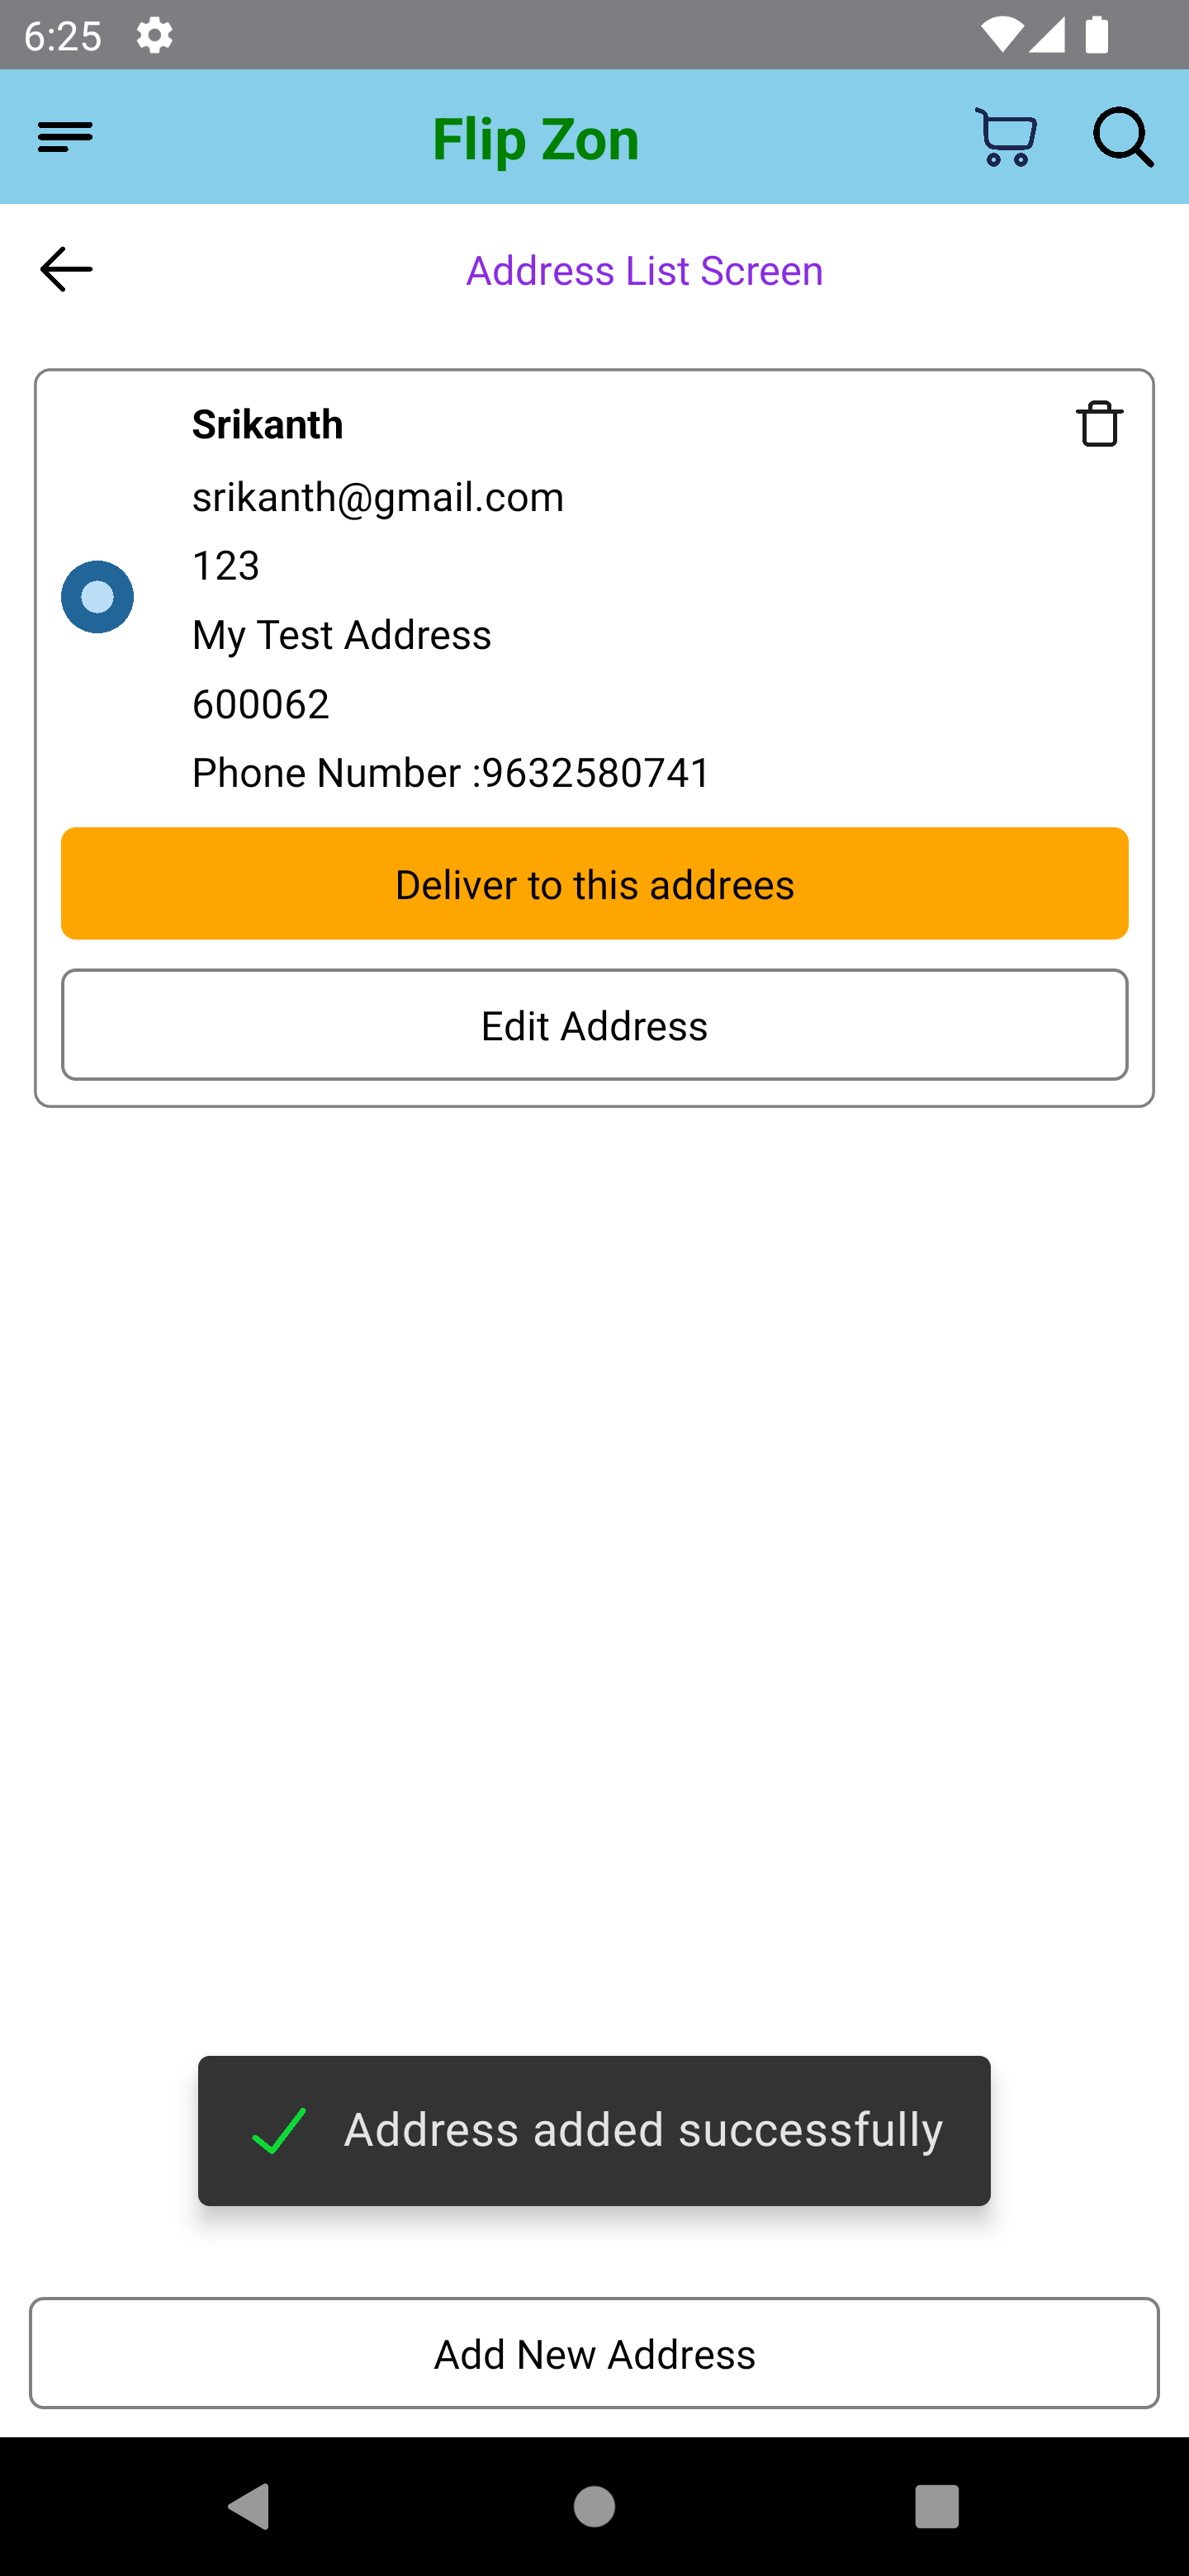 6:25
Flip Zon
Address List Screen
Srikanth
srikanth@gmail.com
123
My Test Address
600062
Phone Number :9632580741
Deliver to this addrees
Edit Address
Address added successfully
Add New Address